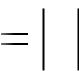 = | |